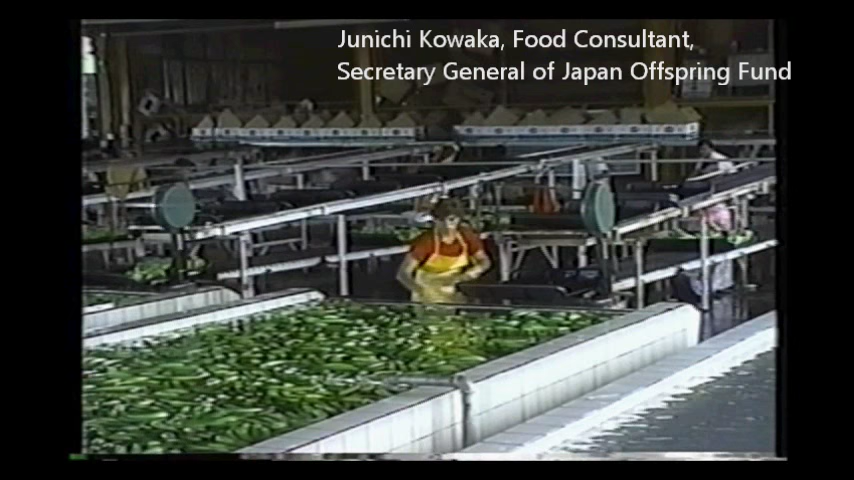 Junichi Kowaka, Food Consultant,
Secretary General of Japan Offspring Fund